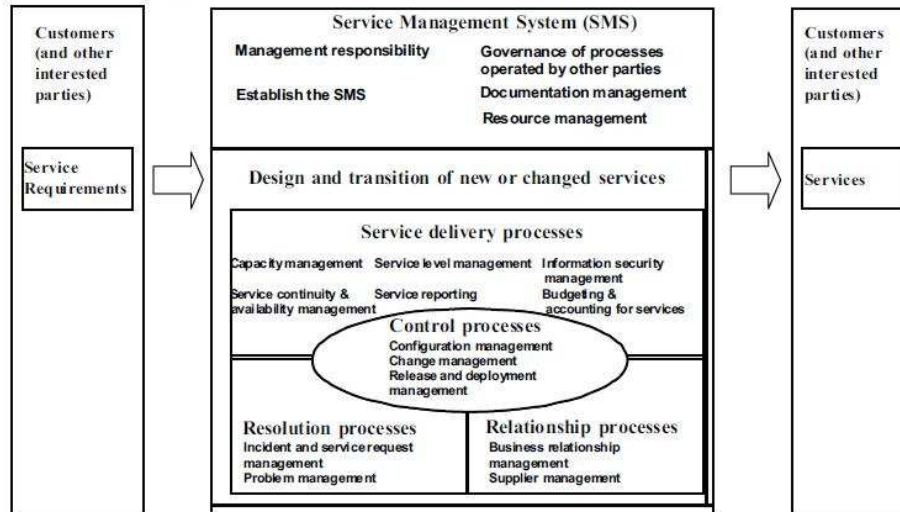 Customers
(and other
interested
parties)
Service
Requirements
Service Management System (SMS)
Management responsibility
Establish the SMS
Governance of processes
operated by other parties
Documentation management
Resource management
Design and transition of new or changed services
Service delivery processes
Capacity management
Service level management
Information security
management
Service continuity &
availability management
Service reporting
Budgeting &
accounting for services
Control processes
Configuration management
Change management
Release and deployment
management
Resolution processes
Incident and service request
management
Problem management
Relationship processes
Business relationship
management
Supplier management
Customers
(and other
interested
parties)
Services